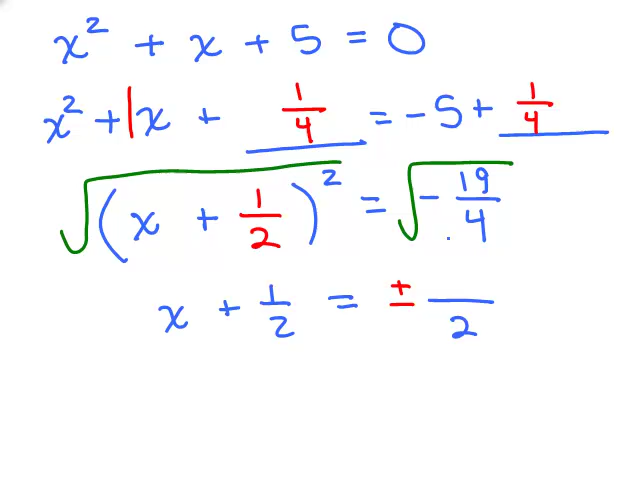 x² + x + 5 = 0
x² + 1x + 1/4 = -5 + 1/4
√(x + 1/2)² = √-19/4
x + 1/2 = ± /2